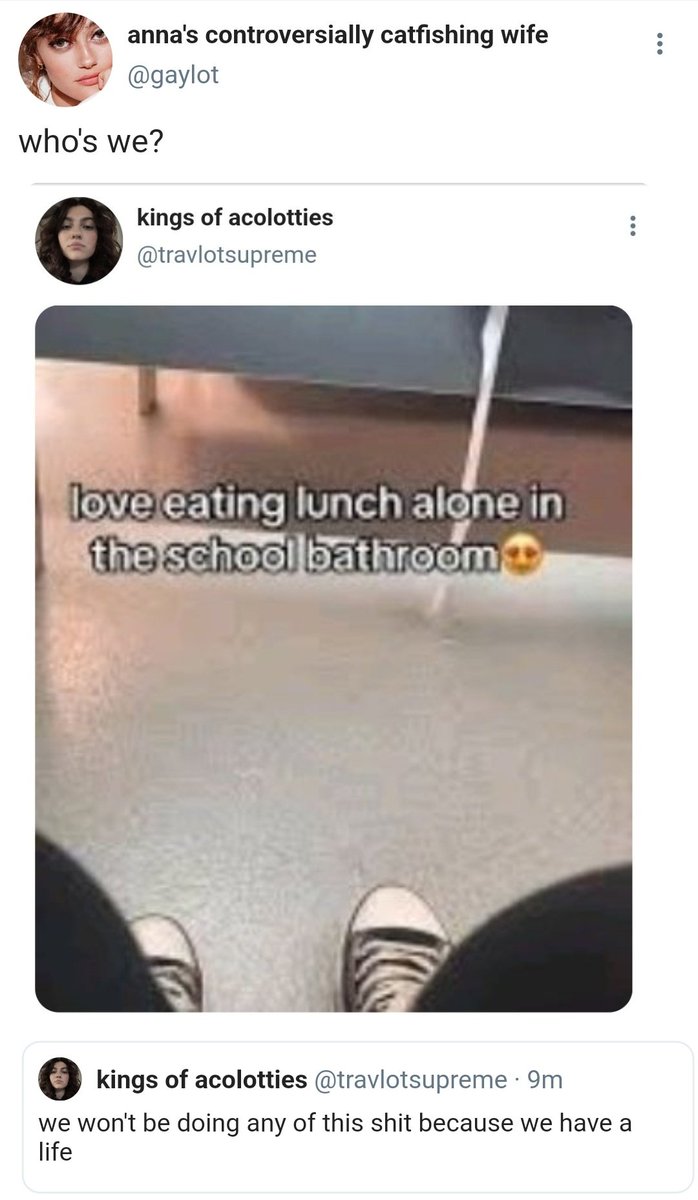 anna's controversially catfishing wife
@gaylot
who's we?
kings of acolotties
@travlotsupreme
love eating lunch alone in
the school bathroom😍
kings of acolotties @travlotsupreme · 9m
we won't be doing any of this shit because we have a
life